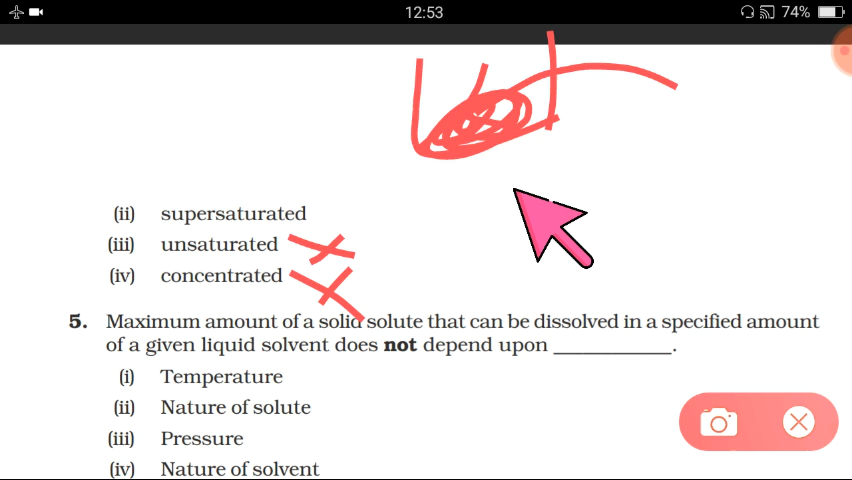 12:53
74%
(ii) supersaturated
(iii) unsaturated
(iv) concentrated
5. Maximum amount of a solid solute that can be dissolved in a specified amount
of a given liquid solvent does not depend upon ____________.
(i) Temperature
(ii) Nature of solute
(iii) Pressure
(iv) Nature of solvent